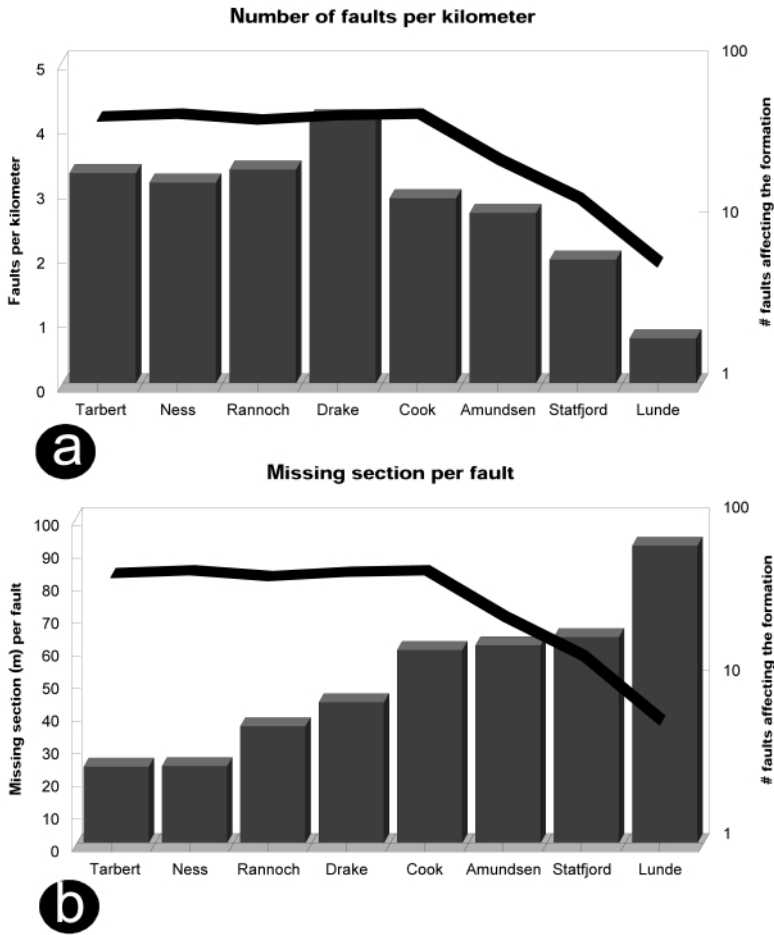 Number of faults per kilometer
Faults per kilometer
5
4
3
2
1
0
100
10
1
# faults affecting the formation
Tarbert Ness Rannoch Drake Cook Amundsen Statfjord Lunde
a
Missing section per fault
Missing section (m) per fault
100
90
80
70
60
50
40
30
20
10
0
100
10
1
# faults affecting the formation
Tarbert Ness Rannoch Drake Cook Amundsen Statfjord Lunde
b